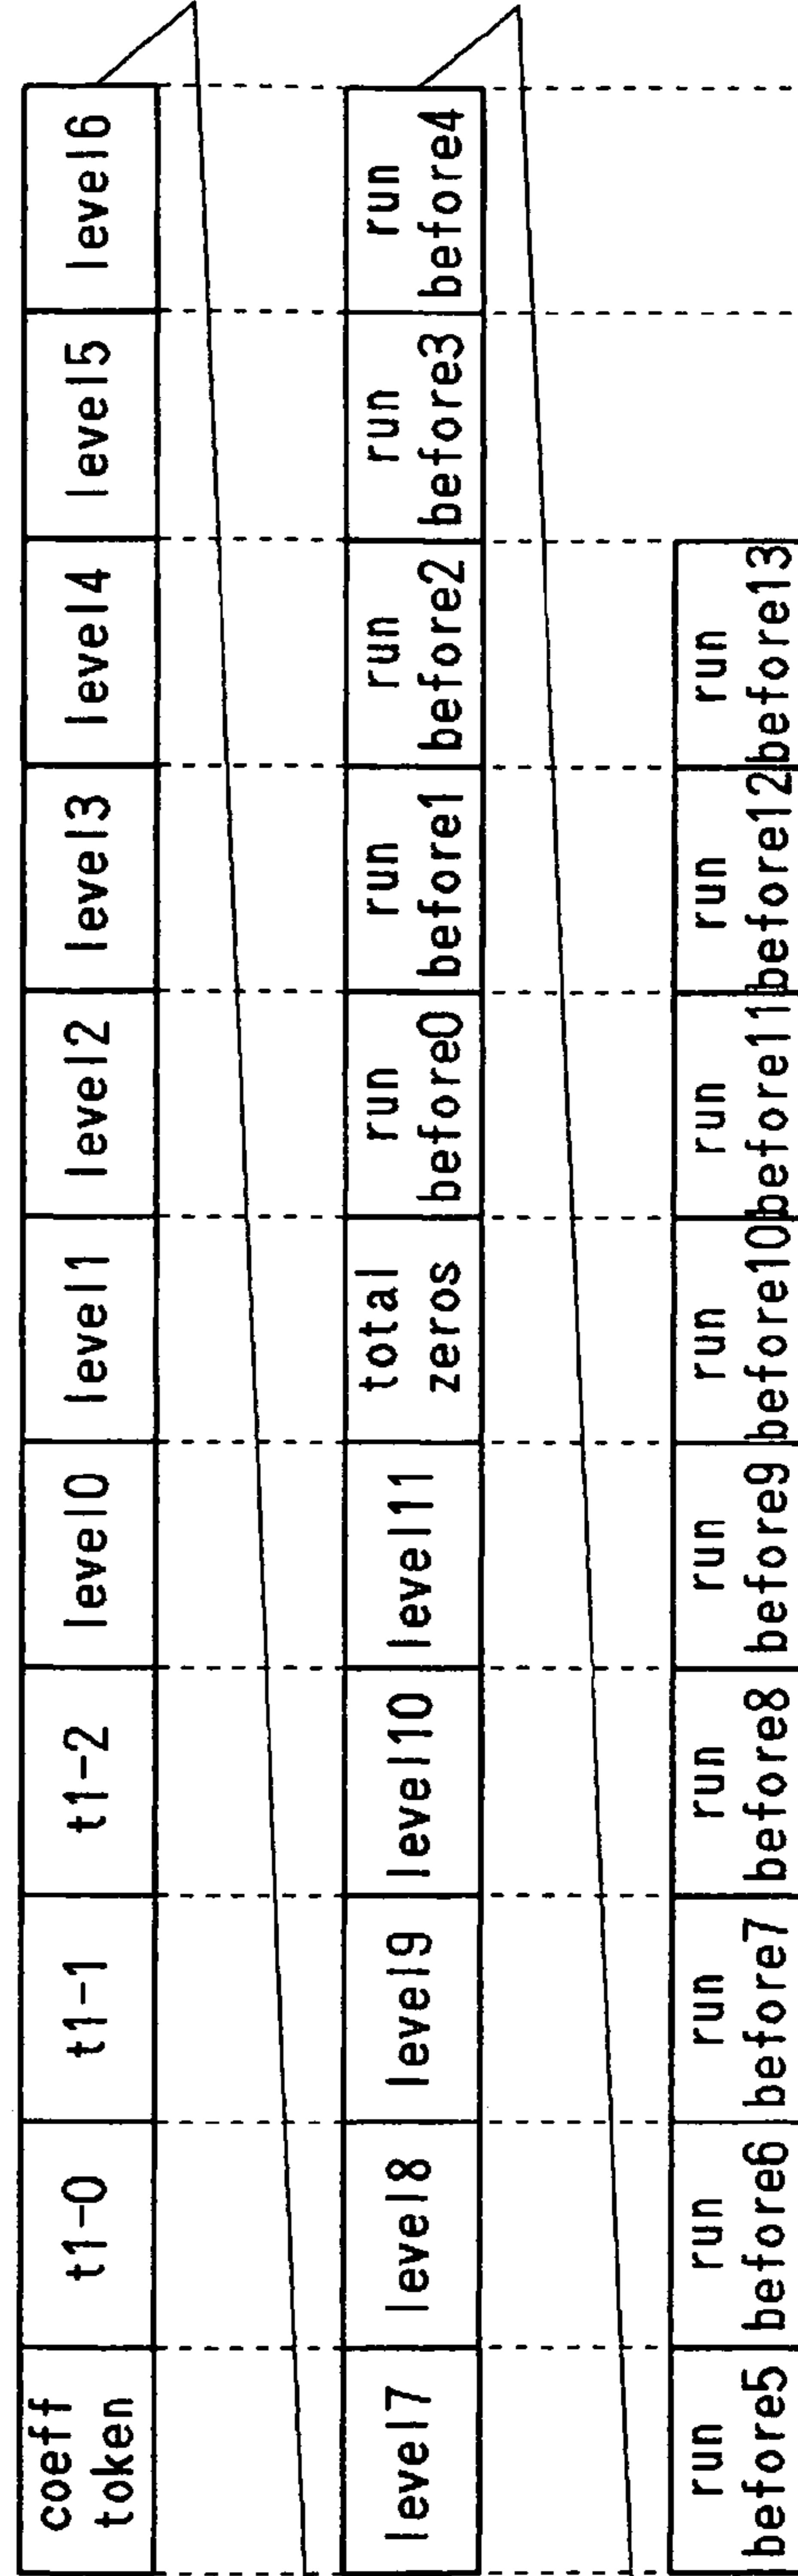 coeff
token
t1-0
t1-1
t1-2
level0
level1
level2
level3
level4
level5
level6
level7
level8
level9
level10
level11
total
zeros
run
before0
run
before1
run
before2
run
before3
run
before4
run
before5
run
before6
run
before7
run
before8
run
before9
run
before10
run
before11
run
before12
run
before13